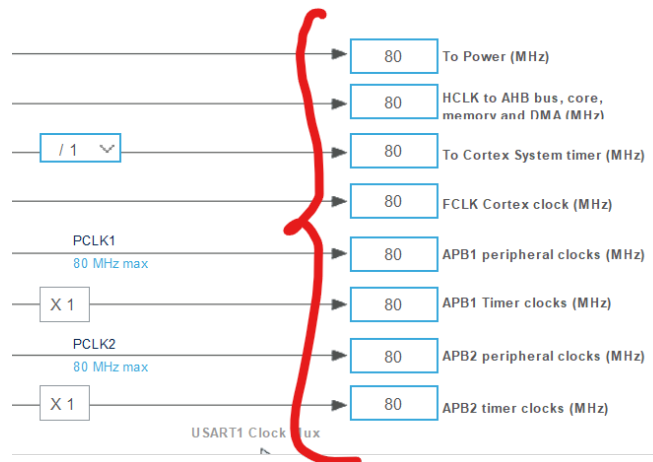 80 To Power (MHz)
80 HCLK to AHB bus, core,
memory and DMA (MHz)
/ 1 80 To Cortex System timer (MHz)
80 FCLK Cortex clock (MHz)
PCLK1
80 MHz max
80 APB1 peripheral clocks (MHz)
X 1 80 APB1 Timer clocks (MHz)
PCLK2
80 MHz max
80 APB2 peripheral clocks (MHz)
X 1 80 APB2 timer clocks (MHz)
USART1 Clock Mux